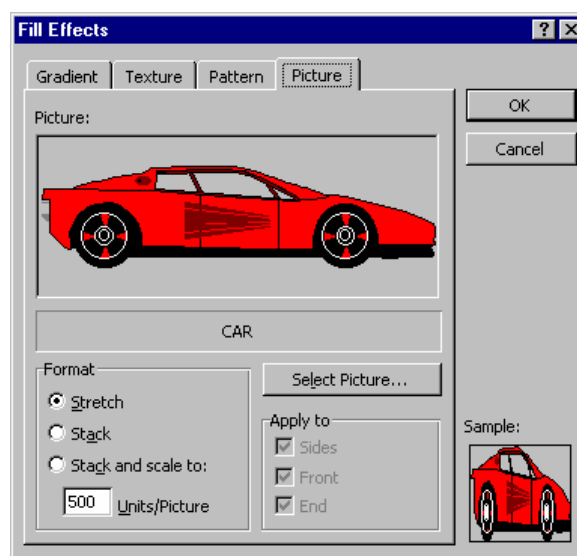 Fill Effects
Gradient Texture Pattern Picture
Picture:
OK
Cancel
CAR
Format
Stretch
Stack
Stack and scale to:
500 Units/Picture
Select Picture...
Apply to
Sides
Front
End
Sample: